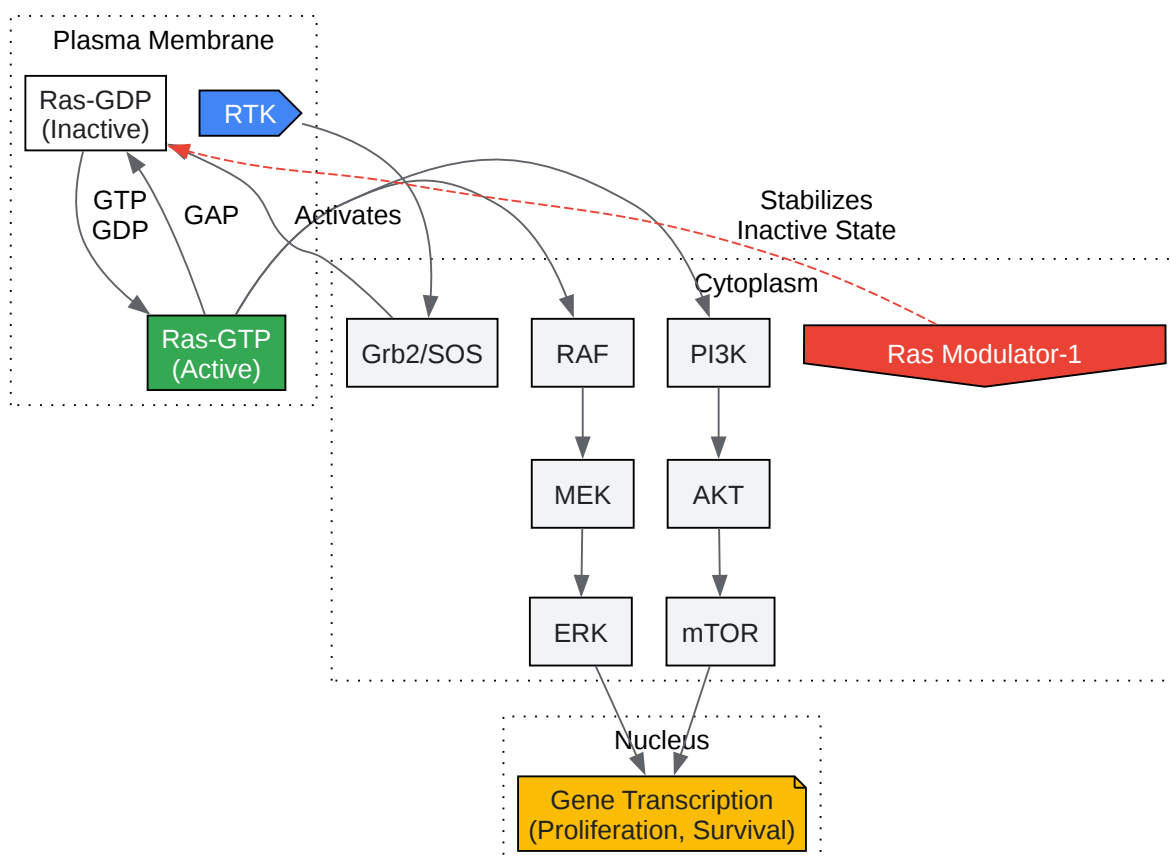 Plasma Membrane
Ras-GDP
(Inactive)
RTK
GTP
GDP
GAP
Activates
Stabilizes
Inactive State
Ras-GTP
(Active)
Cytoplasm
Grb2/SOS
RAF
PI3K
Ras Modulator-1
MEK
AKT
ERK
mTOR
Nucleus
Gene Transcription
(Proliferation, Survival)